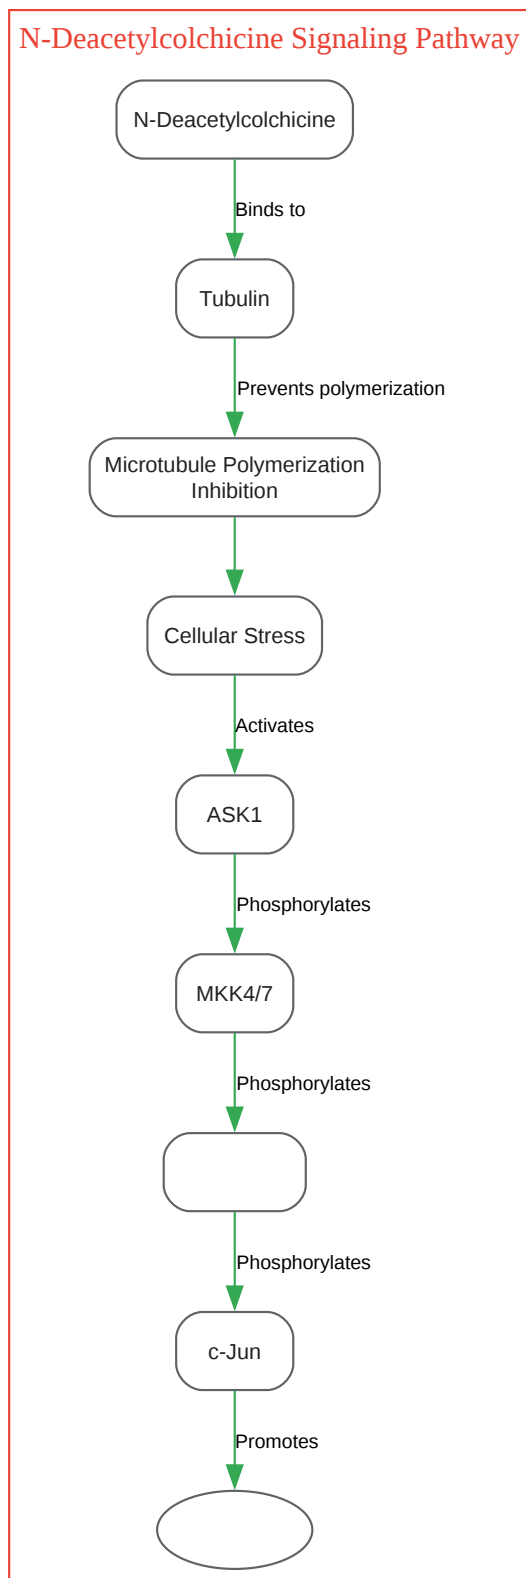 N-Deacetylcolchicine Signaling Pathway
N-Deacetylcolchicine
Binds to
Tubulin
Prevents polymerization
Microtubule Polymerization
Inhibition
Cellular Stress
Activates
ASK1
Phosphorylates
MKK4/7
Phosphorylates
Phosphorylates
c-Jun
Promotes